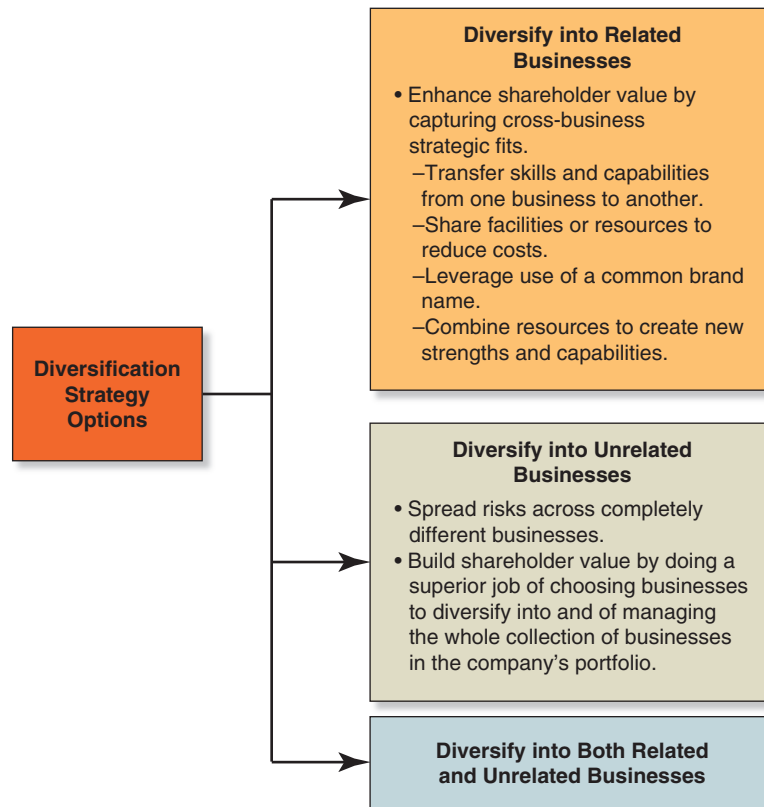 Diversify into Related
Businesses
• Enhance shareholder value by
capturing cross-business
strategic fits.
–Transfer skills and capabilities
from one business to another.
–Share facilities or resources to
reduce costs.
–Leverage use of a common brand
name.
–Combine resources to create new
strengths and capabilities.
Diversification
Strategy
Options
Diversify into Unrelated
Businesses
• Spread risks across completely
different businesses.
• Build shareholder value by doing a
superior job of choosing businesses
to diversify into and of managing
the whole collection of businesses
in the company’s portfolio.
Diversify into Both Related
and Unrelated Businesses